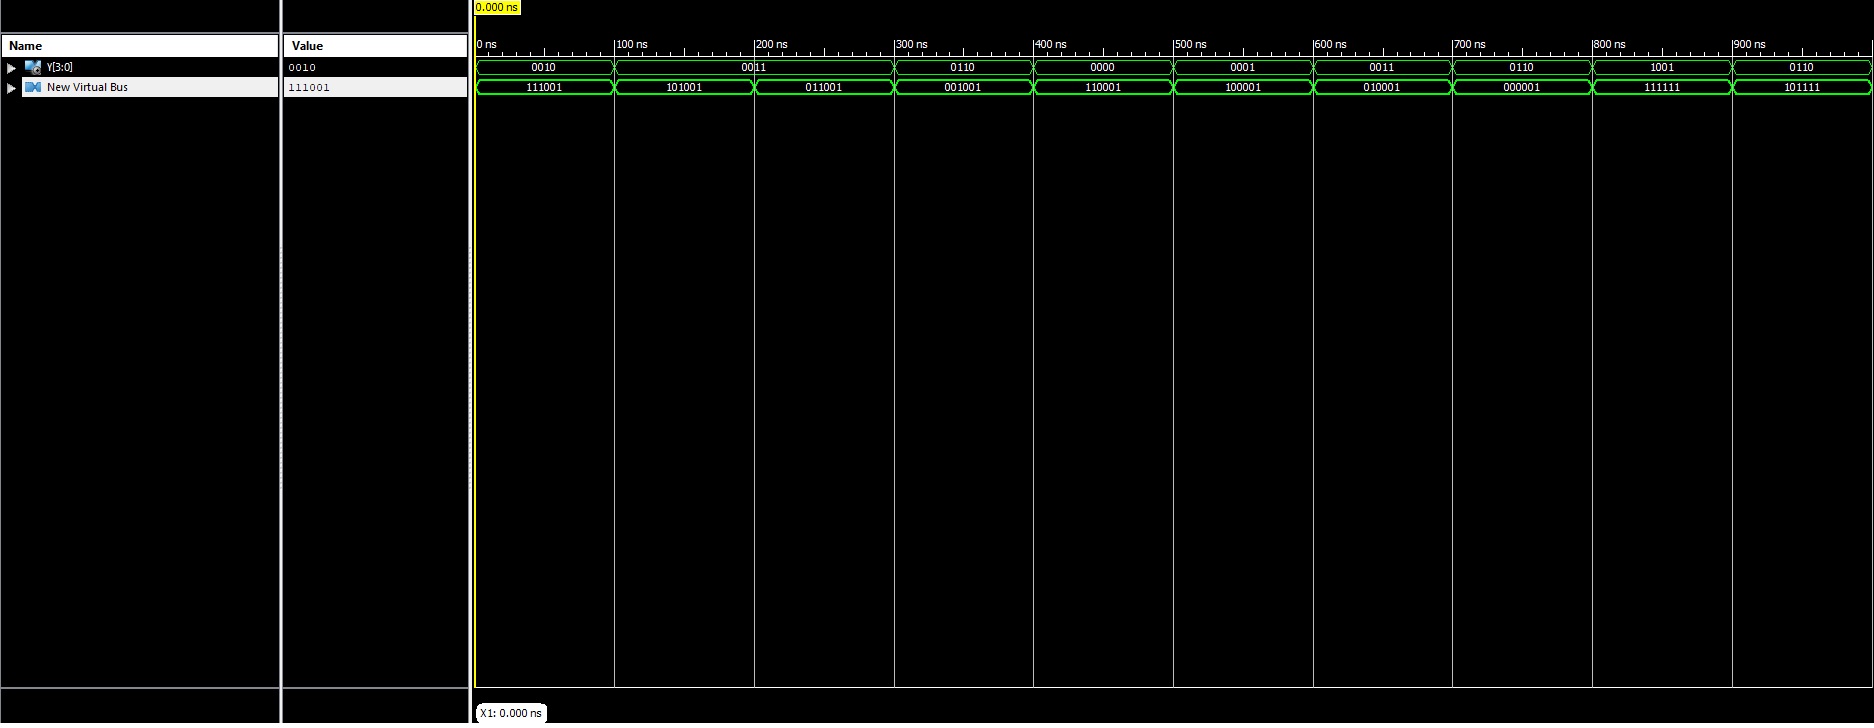 0.000 ns
Name Value
0 ns 100 ns 200 ns 300 ns 400 ns 500 ns 600 ns 700 ns 800 ns 900 ns
Y[3:0] 0010 0010 0011 0110 0000 0001 0011 0110 1001 0110
New Virtual Bus 111001 111001 101001 011001 001001 110001 100001 010001 000001 111111 101111
X1: 0.000 ns